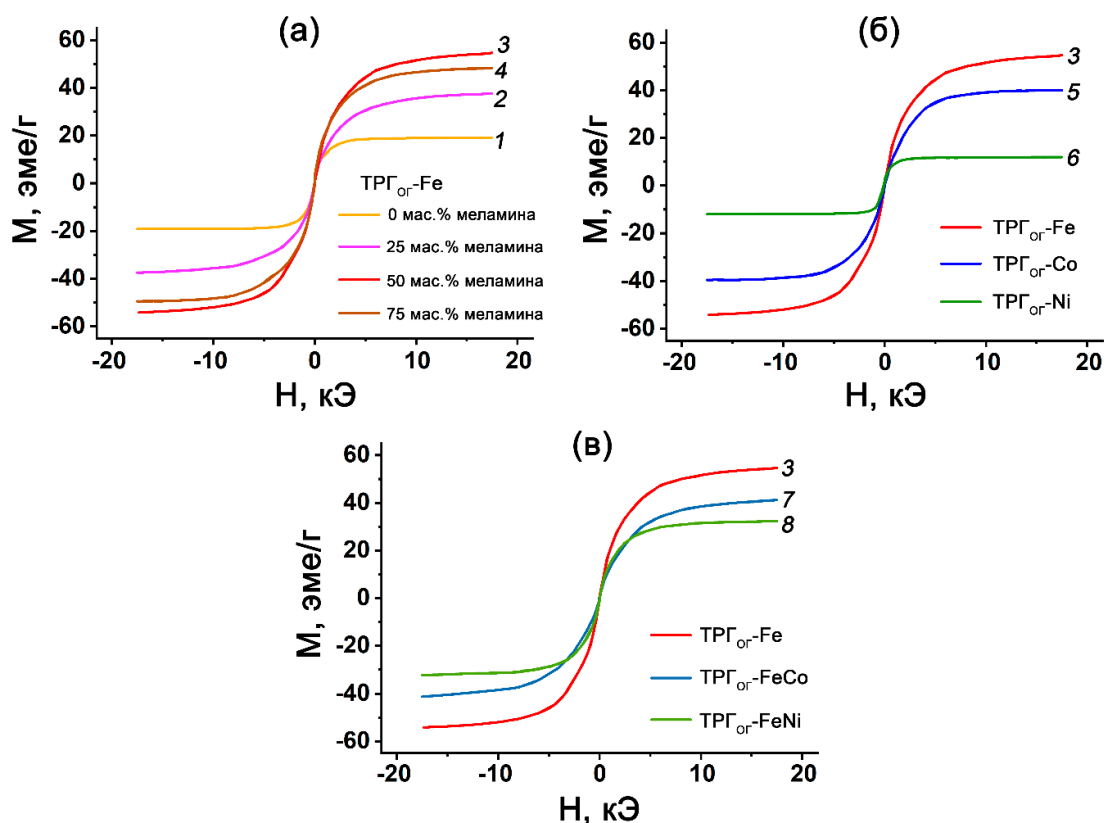 (а)
60
40
20
0
-20
-40
-60
М, эме/г
3
4
2
1
ТРГог-Fe
0 мас.% меламина
25 мас.% меламина
50 мас.% меламина
75 мас.% меламина
-20
-10
0
10
20
Н, кЭ
(б)
60
40
20
0
-20
-40
-60
М, эме/г
3
5
6
ТРГог-Fe
ТРГог-Co
ТРГог-Ni
-20
-10
0
10
20
Н, кЭ
(в)
60
40
20
0
-20
-40
-60
М, эме/г
3
7
8
ТРГог-Fe
ТРГог-FeCo
ТРГог-FeNi
-20
-10
0
10
20
Н, кЭ